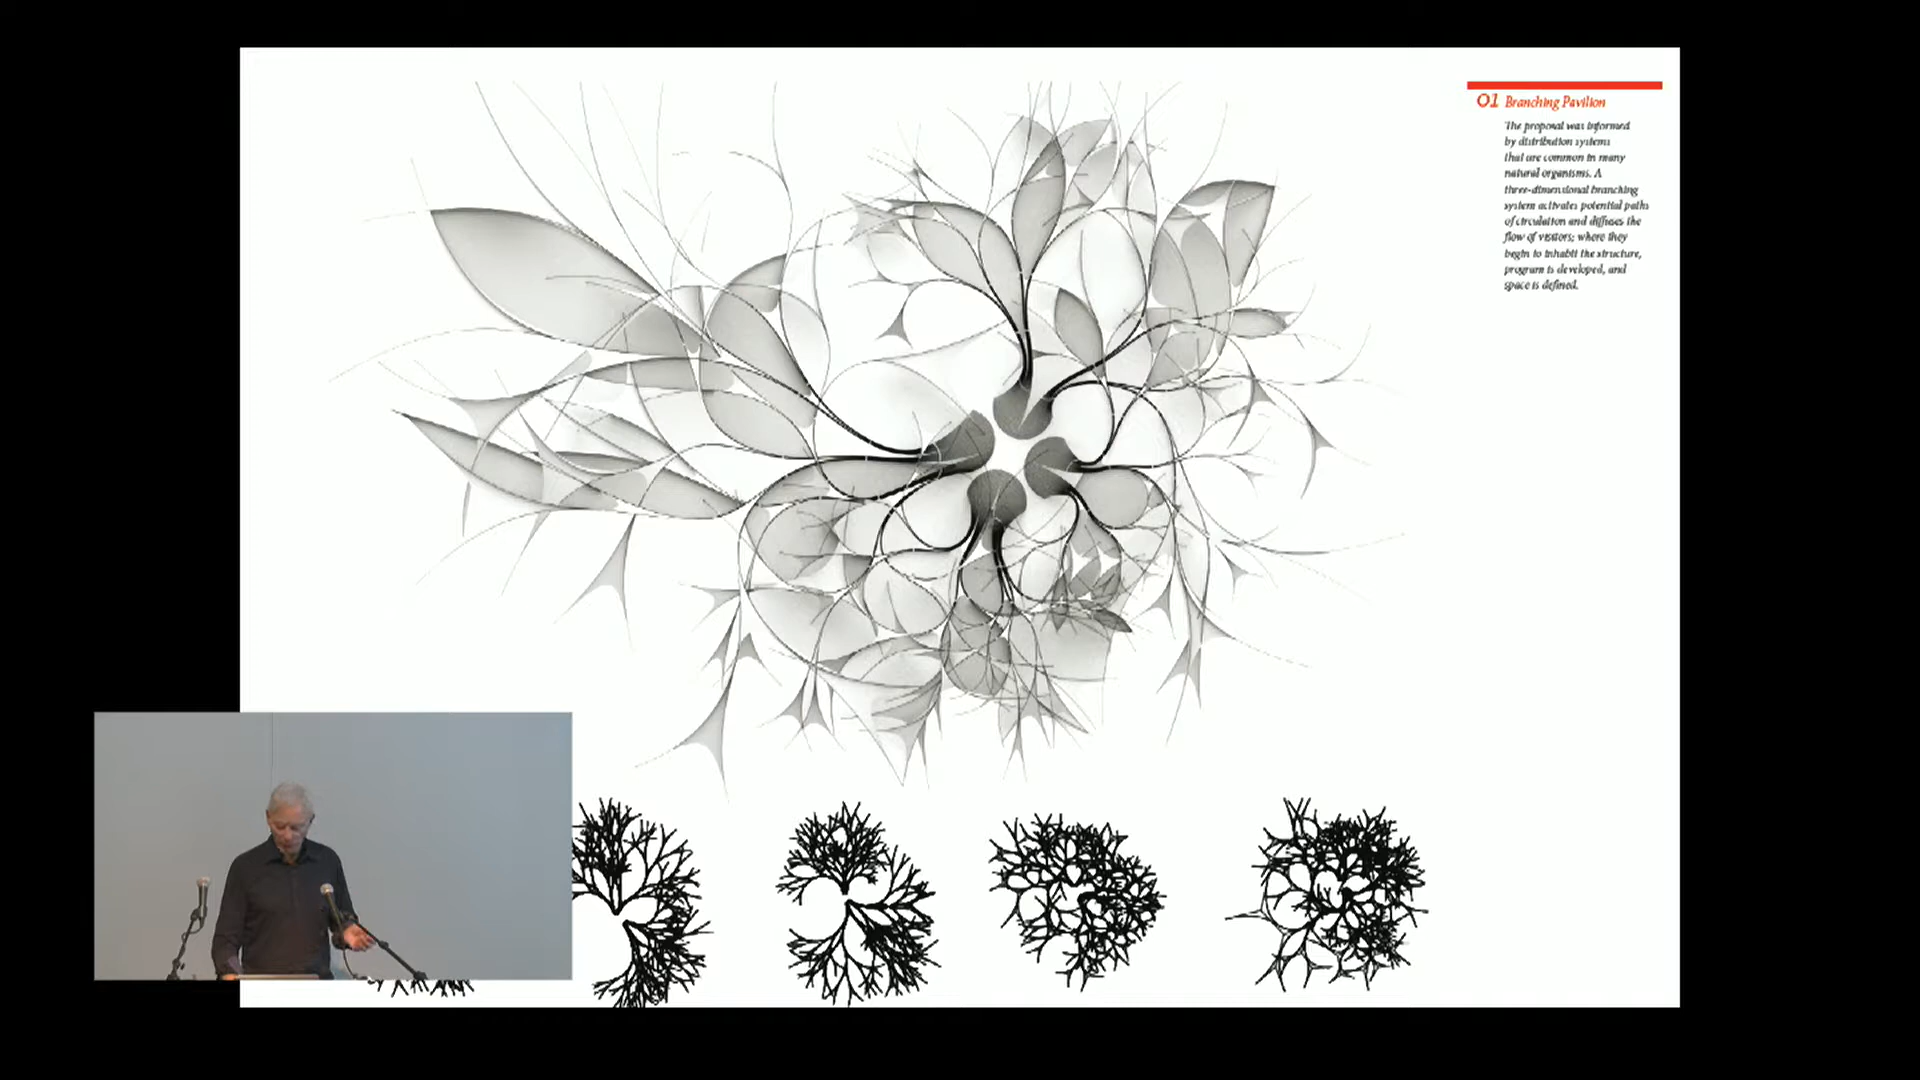 01 Branching Pavilion
The proposal was informed
by distribution systems
that are common in many
natural organisms. A
three-dimensional branching
system activates potential paths
of circulation and diffuses the
flow of visitors; where they
begin to inhabit the structure,
program is developed, and
space is defined.